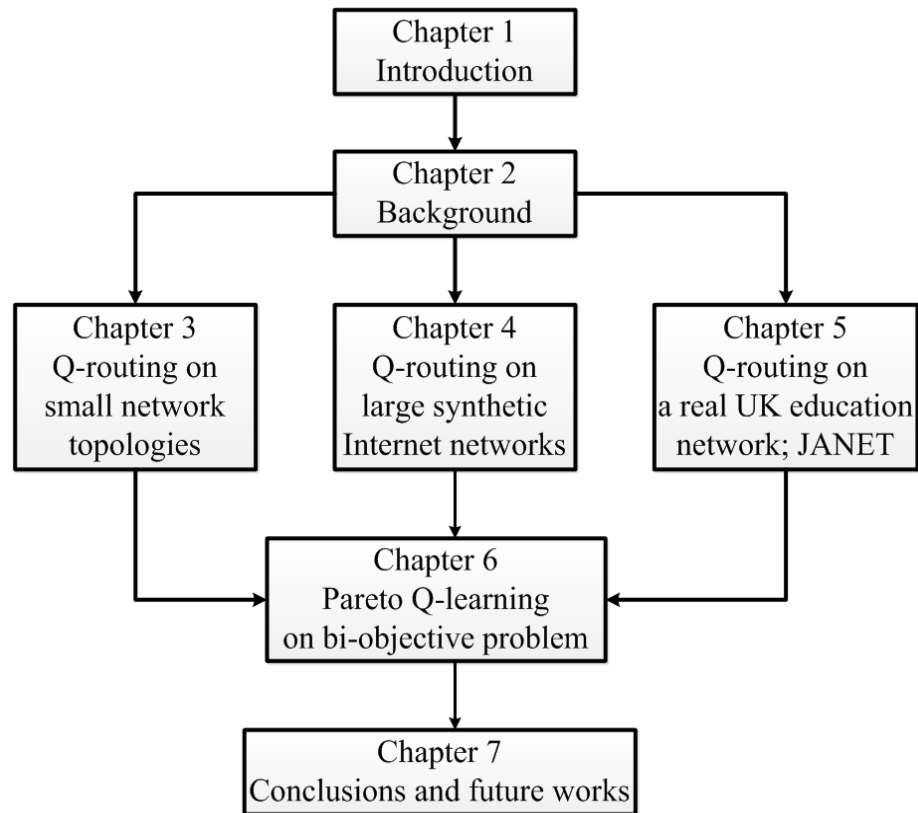 Chapter 1
Introduction
Chapter 2
Background
Chapter 3
Q-routing on
small network
topologies
Chapter 4
Q-routing on
large synthetic
Internet networks
Chapter 5
Q-routing on
a real UK education
network; JANET
Chapter 6
Pareto Q-learning
on bi-objective problem
Chapter 7
Conclusions and future works